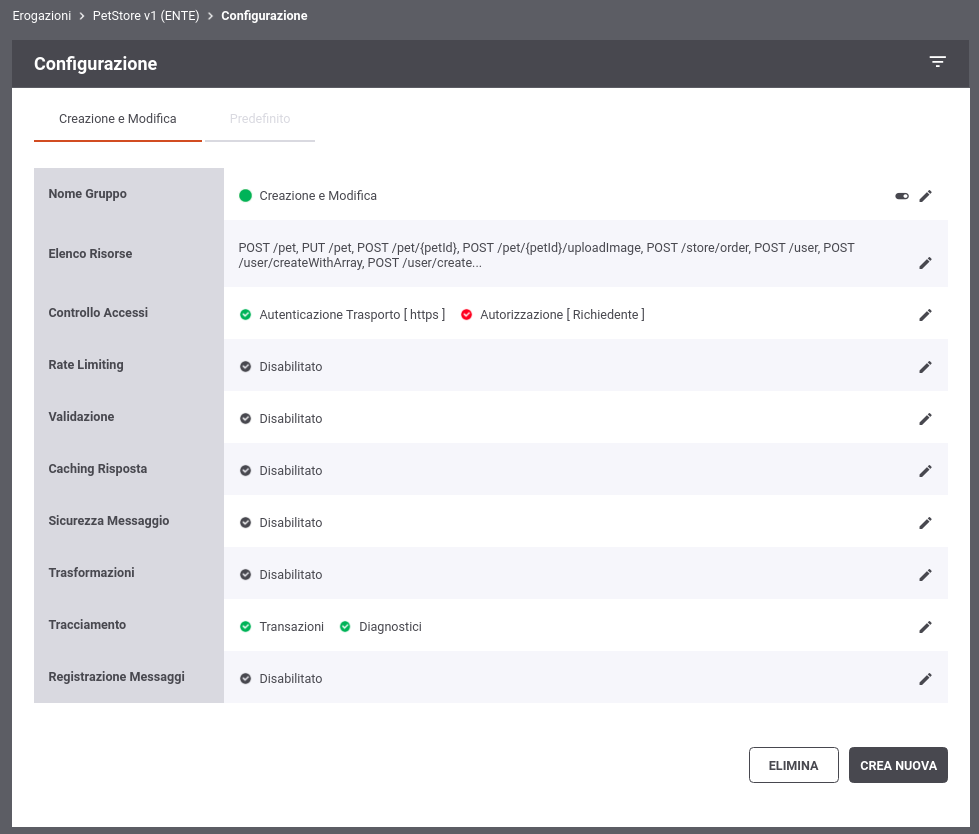 Erogazioni > PetStore v1 (ENTE) > Configurazione
Configurazione
Creazione e Modifica
Predefinito
Nome Gruppo
Creazione e Modifica
Elenco Risorse
POST /pet, PUT /pet, POST /pet/{petId}, POST /pet/{petId}/uploadImage, POST /store/order, POST /user, POST
/user/createWithArray, POST /user/create...
Controllo Accessi
Autenticazione Trasporto [ https ] Autorizzazione [ Richiedente ]
Rate Limiting
Disabilitato
Validazione
Disabilitato
Caching Risposta
Disabilitato
Sicurezza Messaggio
Disabilitato
Trasformazioni
Disabilitato
Tracciamento
Transazioni Diagnostici
Registrazione Messaggi
Disabilitato
ELIMINA
CREA NUOVA